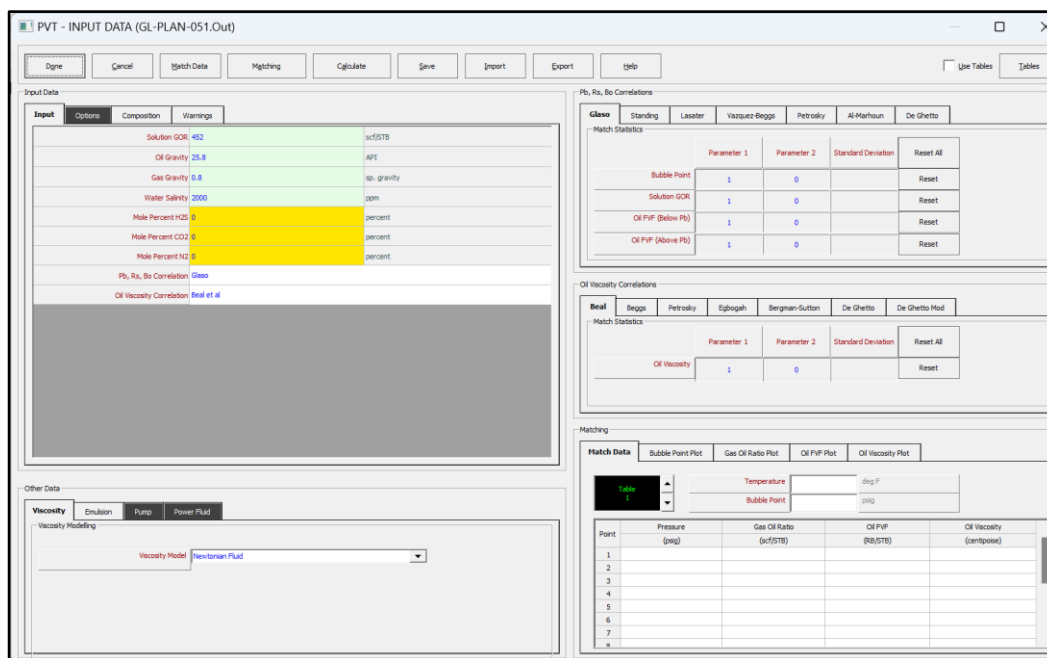 PVT - INPUT DATA (GL-PLAN-051.Out)
Done Cancel Match Data Matching Calculate Save Import Export Help Use Tables Tables
Input Data
Input Options Composition Warnings
Solution GOR 452 scf/STB
Oil Gravity 25.8 API
Gas Gravity 0.8 sp. gravity
Water Salinity 2000 ppm
Mole Percent H2S 0 percent
Mole Percent CO2 0 percent
Mole Percent N2 0 percent
Pb, Rs, Bo Correlation Glaso
Oil Viscosity Correlation Beal et al
Other Data
Viscosity Emulsion Pump Power Fluid
Viscosity Modelling
Viscosity Model Newtonian Fluid
Pb, Rs, Bo Correlations
Glaso Standing Lasater Vazquez-Beggs Petrosky Al-Marhoun De Ghetto
Match Statistics
Parameter 1 Parameter 2 Standard Deviation Reset All
Bubble Point 1 0 Reset
Solution GOR 1 0 Reset
Oil FVF (Below Pb) 1 0 Reset
Oil FVF (Above Pb) 1 0 Reset
Oil Viscosity Correlations
Beal Beggs Petrosky Egbogah Bergman-Sutton De Ghetto De Ghetto Mod
Match Statistics
Parameter 1 Parameter 2 Standard Deviation Reset All
Oil Viscosity 1 0 Reset
Matching
Match Data Bubble Point Plot Gas Oil Ratio Plot Oil FVF Plot Oil Viscosity Plot
Table 1
Temperature deg F
Bubble Point psig
Point Pressure Gas Oil Ratio Oil FVF Oil Viscosity
(psig) (scf/STB) (RB/STB) (centipoise)
1
2
3
4
5
6
7
8